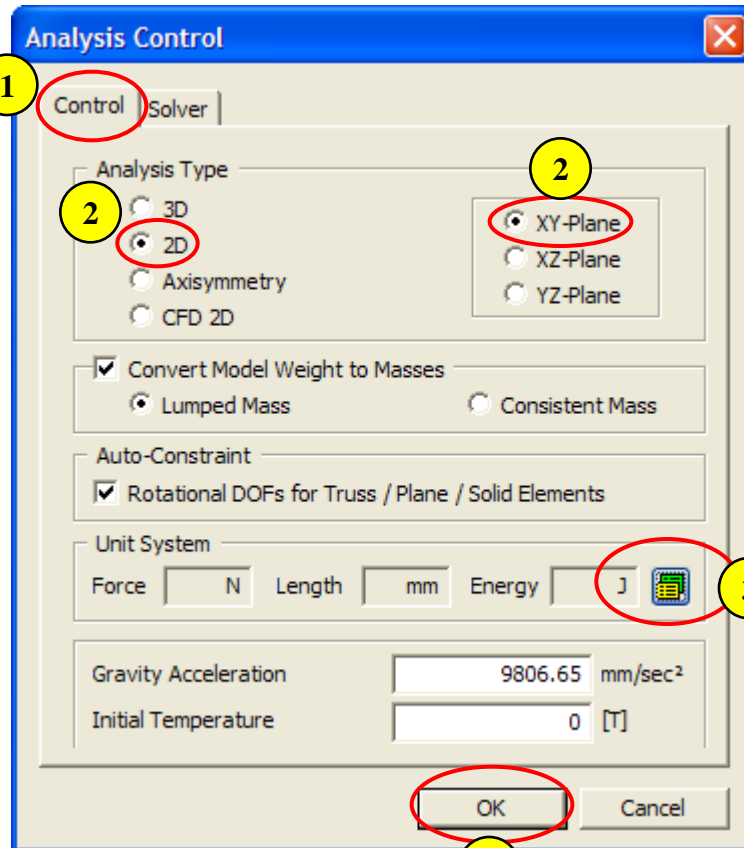 Analysis Control
1
Control Solver
Analysis Type
2
2
3D
XY-Plane
2D
XZ-Plane
Axisymmetry
YZ-Plane
CFD 2D
Convert Model Weight to Masses
Lumped Mass Consistent Mass
Auto-Constraint
Rotational DOFs for Truss / Plane / Solid Elements
Unit System
Force N Length mm Energy J
Gravity Acceleration 9806.65 mm/sec²
Initial Temperature 0 [T]
OK Cancel